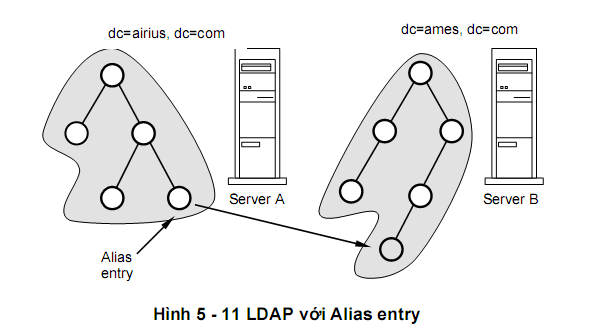 dc=airius, dc=com
dc=ames, dc=com
Server A
Server B
Alias
entry
Hình 5 - 11 LDAP với Alias entry